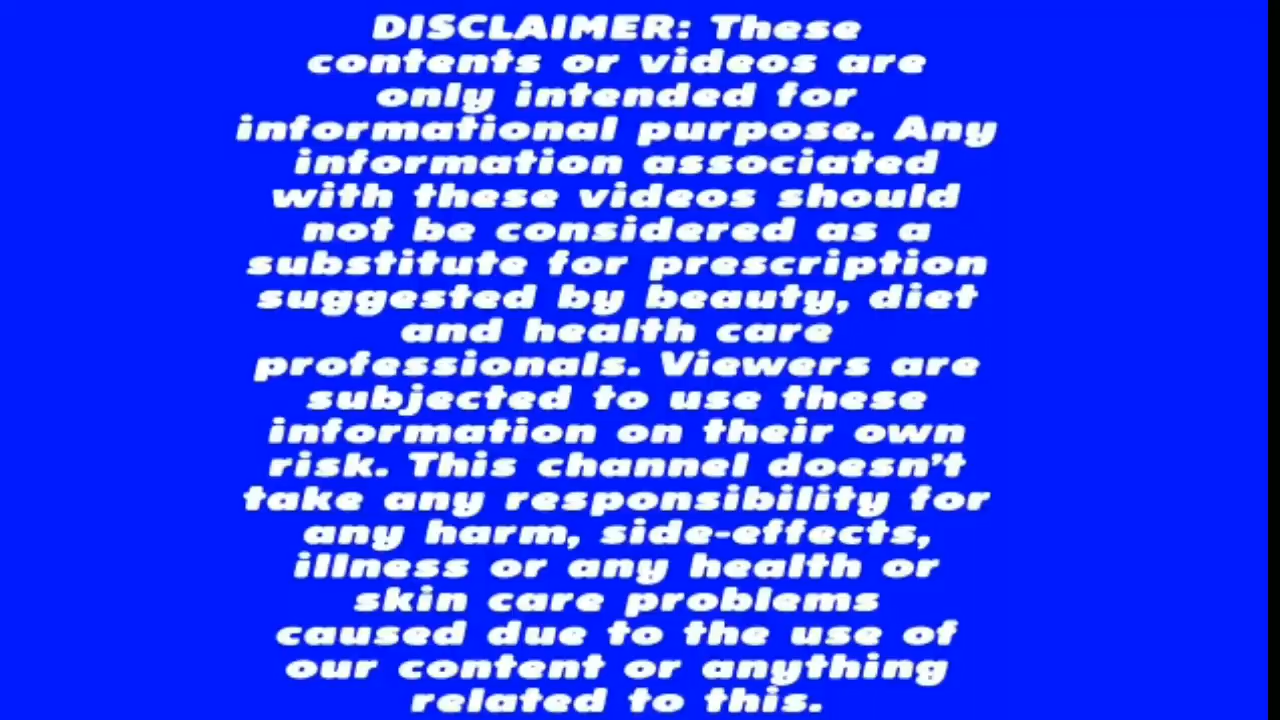 DISCLAIMER: These
contents or videos are
only intended for
informational purpose. Any
information associated
with these videos should
not be considered as a
substitute for prescription
suggested by beauty, diet
and health care
professionals. Viewers are
subjected to use these
information on their own
risk. This channel doesn't
take any responsibility for
any harm, side-effects,
illness or any health or
skin care problems
caused due to the use of
our content or anything
related to this.